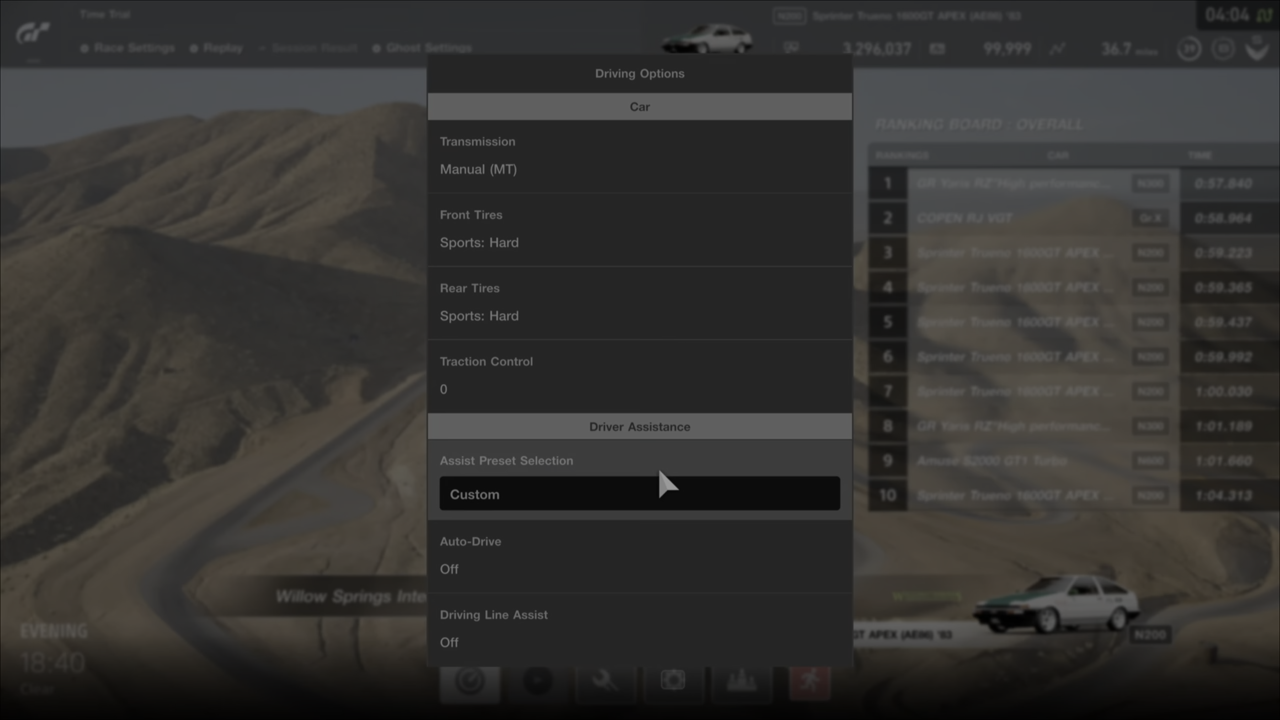 Time Trial
N200 Sprinter Trueno 1600GT APEX (AE86) '83
04:04
Race Settings Replay Session Result Ghost Settings
3,296,037 99,999 36.7 miles
Driving Options
Car
Transmission
Manual (MT)
Front Tires
Sports: Hard
Rear Tires
Sports: Hard
Traction Control
0
Driver Assistance
Assist Preset Selection
Custom
Auto-Drive
Off
Driving Line Assist
Off
RANKING BOARD : OVERALL
RANKINGS CAR TIME
1 GR Yaris RZ"High performanc... N300 0:57.840
2 COPEN RJ VGT Gr.X 0:58.964
3 Sprinter Trueno 1600GT APEX ... N200 0:59.223
4 Sprinter Trueno 1600GT APEX ... N200 0:59.365
5 Sprinter Trueno 1600GT APEX ... N200 0:59.437
6 Sprinter Trueno 1600GT APEX ... N200 0:59.992
7 Sprinter Trueno 1600GT APEX ... N200 1:00.030
8 GR Yaris RZ"High performanc... N300 1:01.189
9 Amuse S2000 GT1 Turbo N600 1:01.660
10 Sprinter Trueno 1600GT APEX ... N200 1:04.313
Willow Springs Inte
EVENING
18:40
Clear
GT APEX (AE86) '83 N200